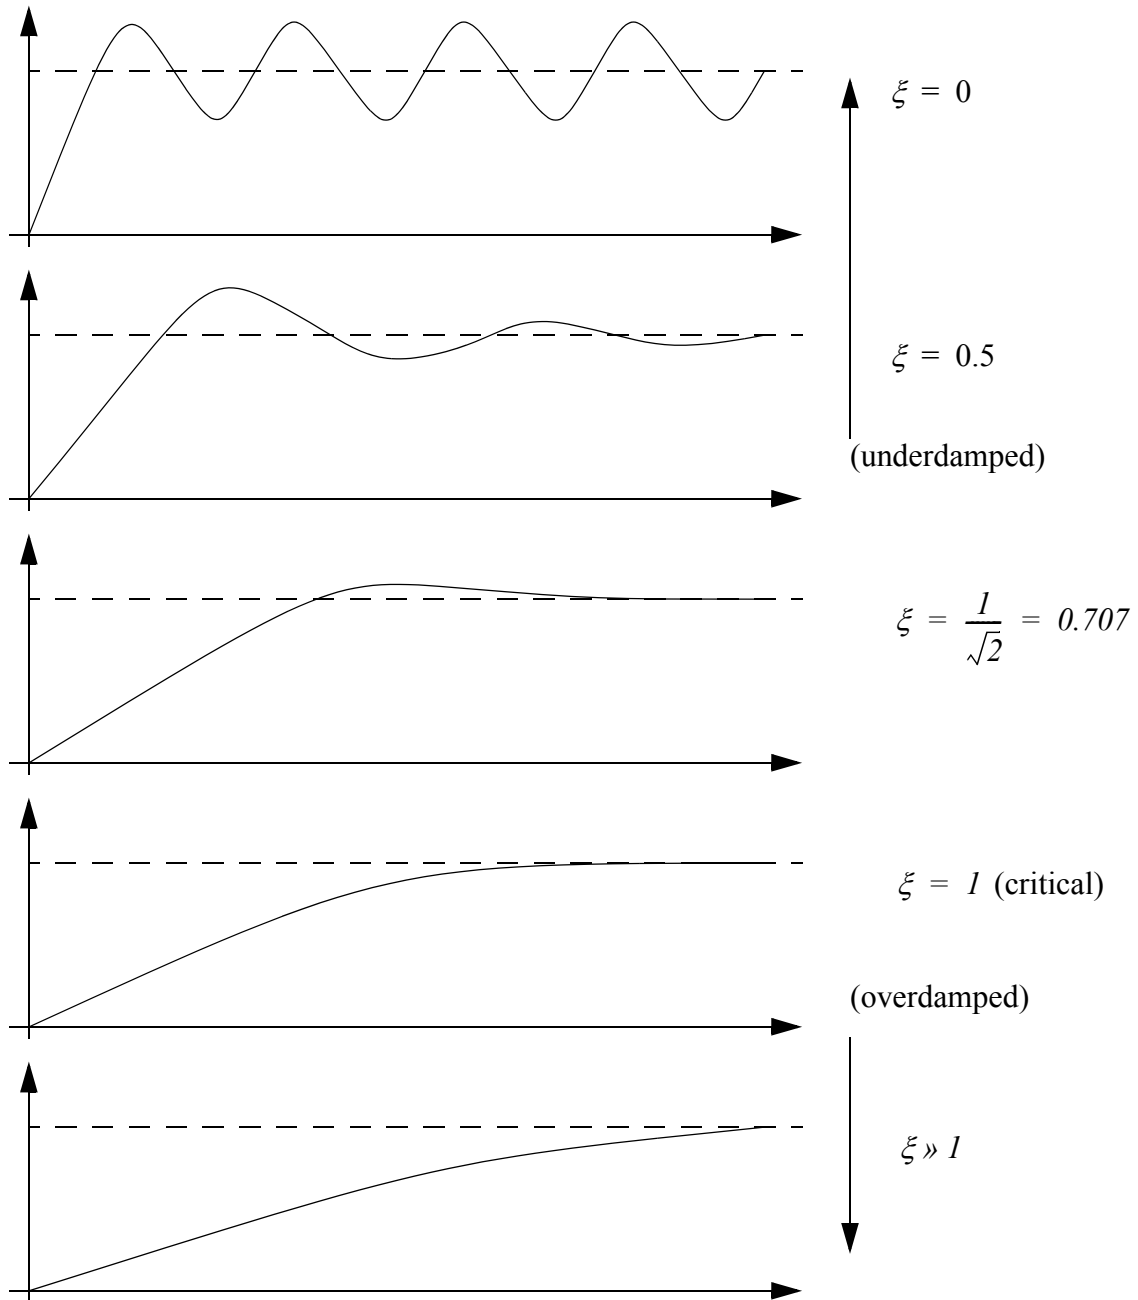 ξ = 0
ξ = 0.5
(underdamped)
ξ = 1/√2 = 0.707
ξ = 1 (critical)
(overdamped)
ξ » 1